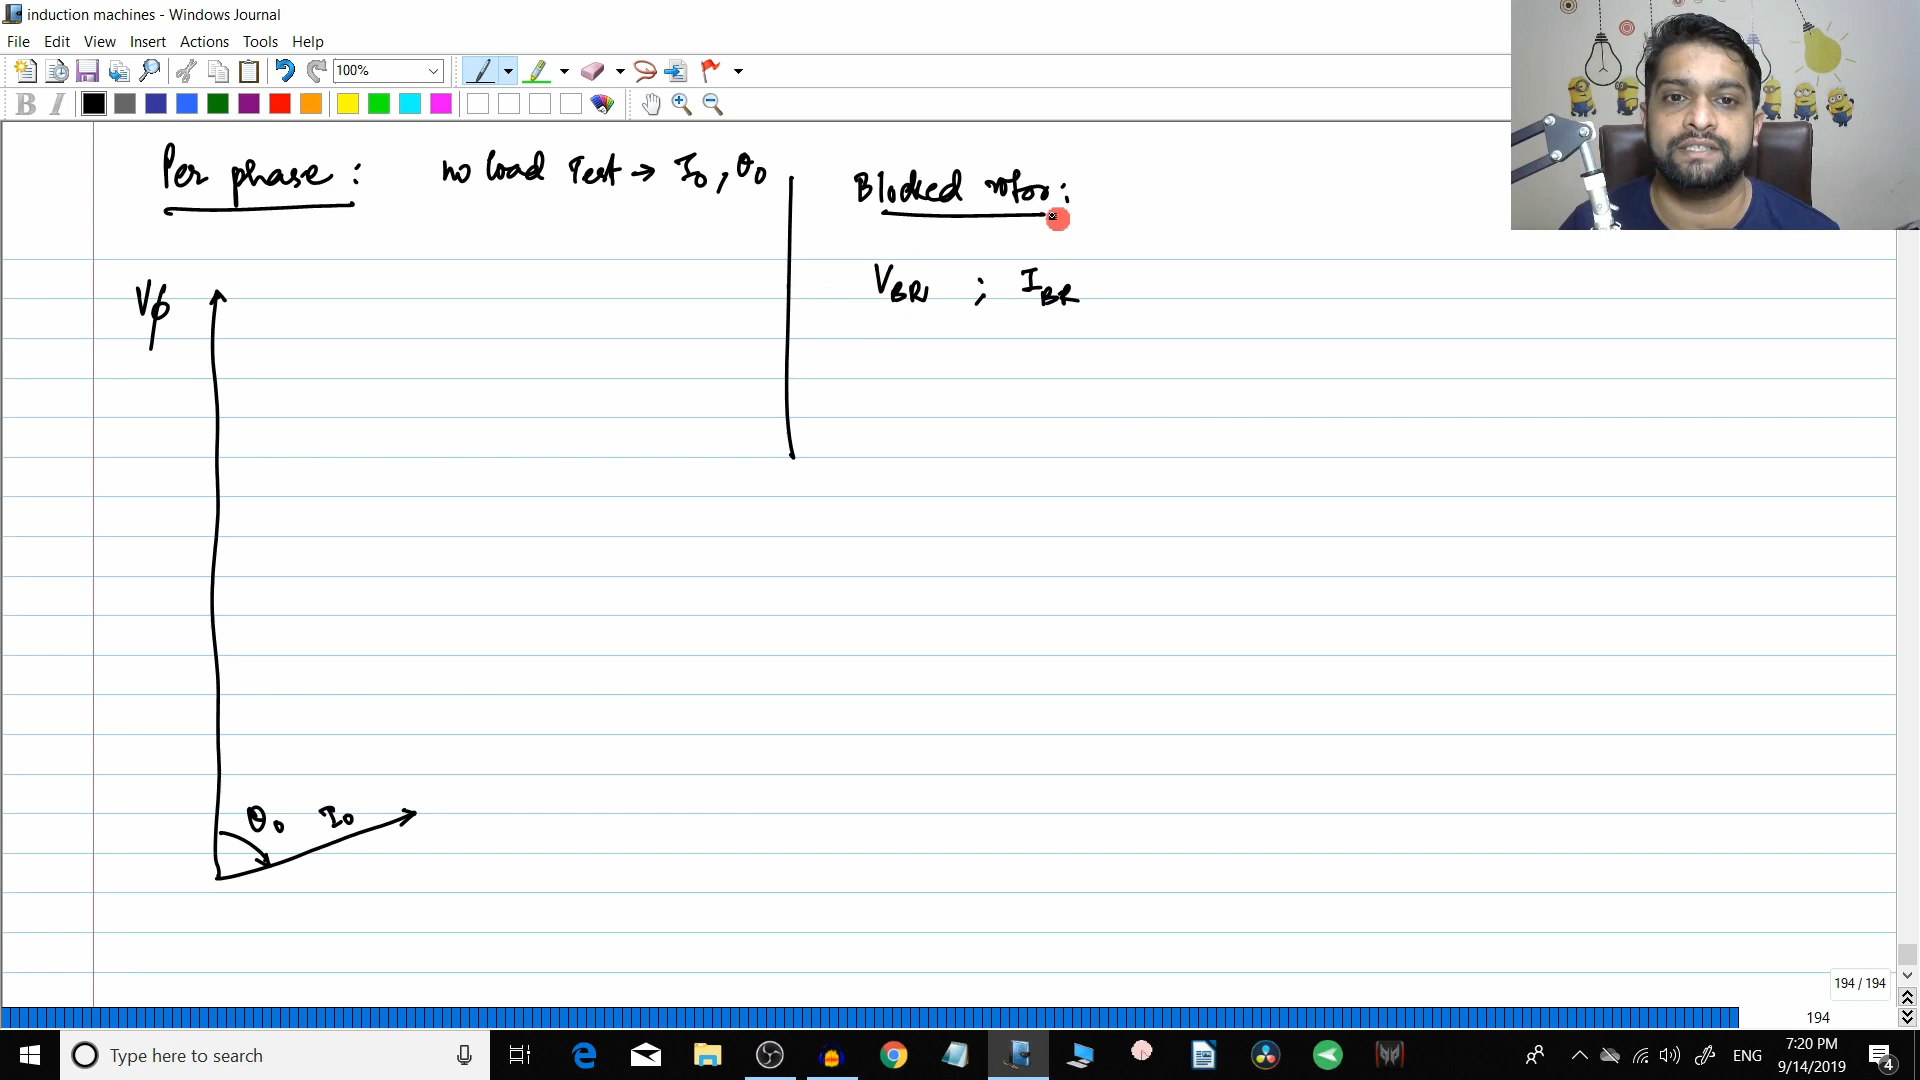 induction machines - Windows Journal
File Edit View Insert Actions Tools Help
100%
B I
Per phase : no load Test → I0, θ0
Blocked rotor :
VBR ; IBR
Vϕ
θ0 I0
194 / 194
194
Type here to search
ENG
7:20 PM
9/14/2019
4